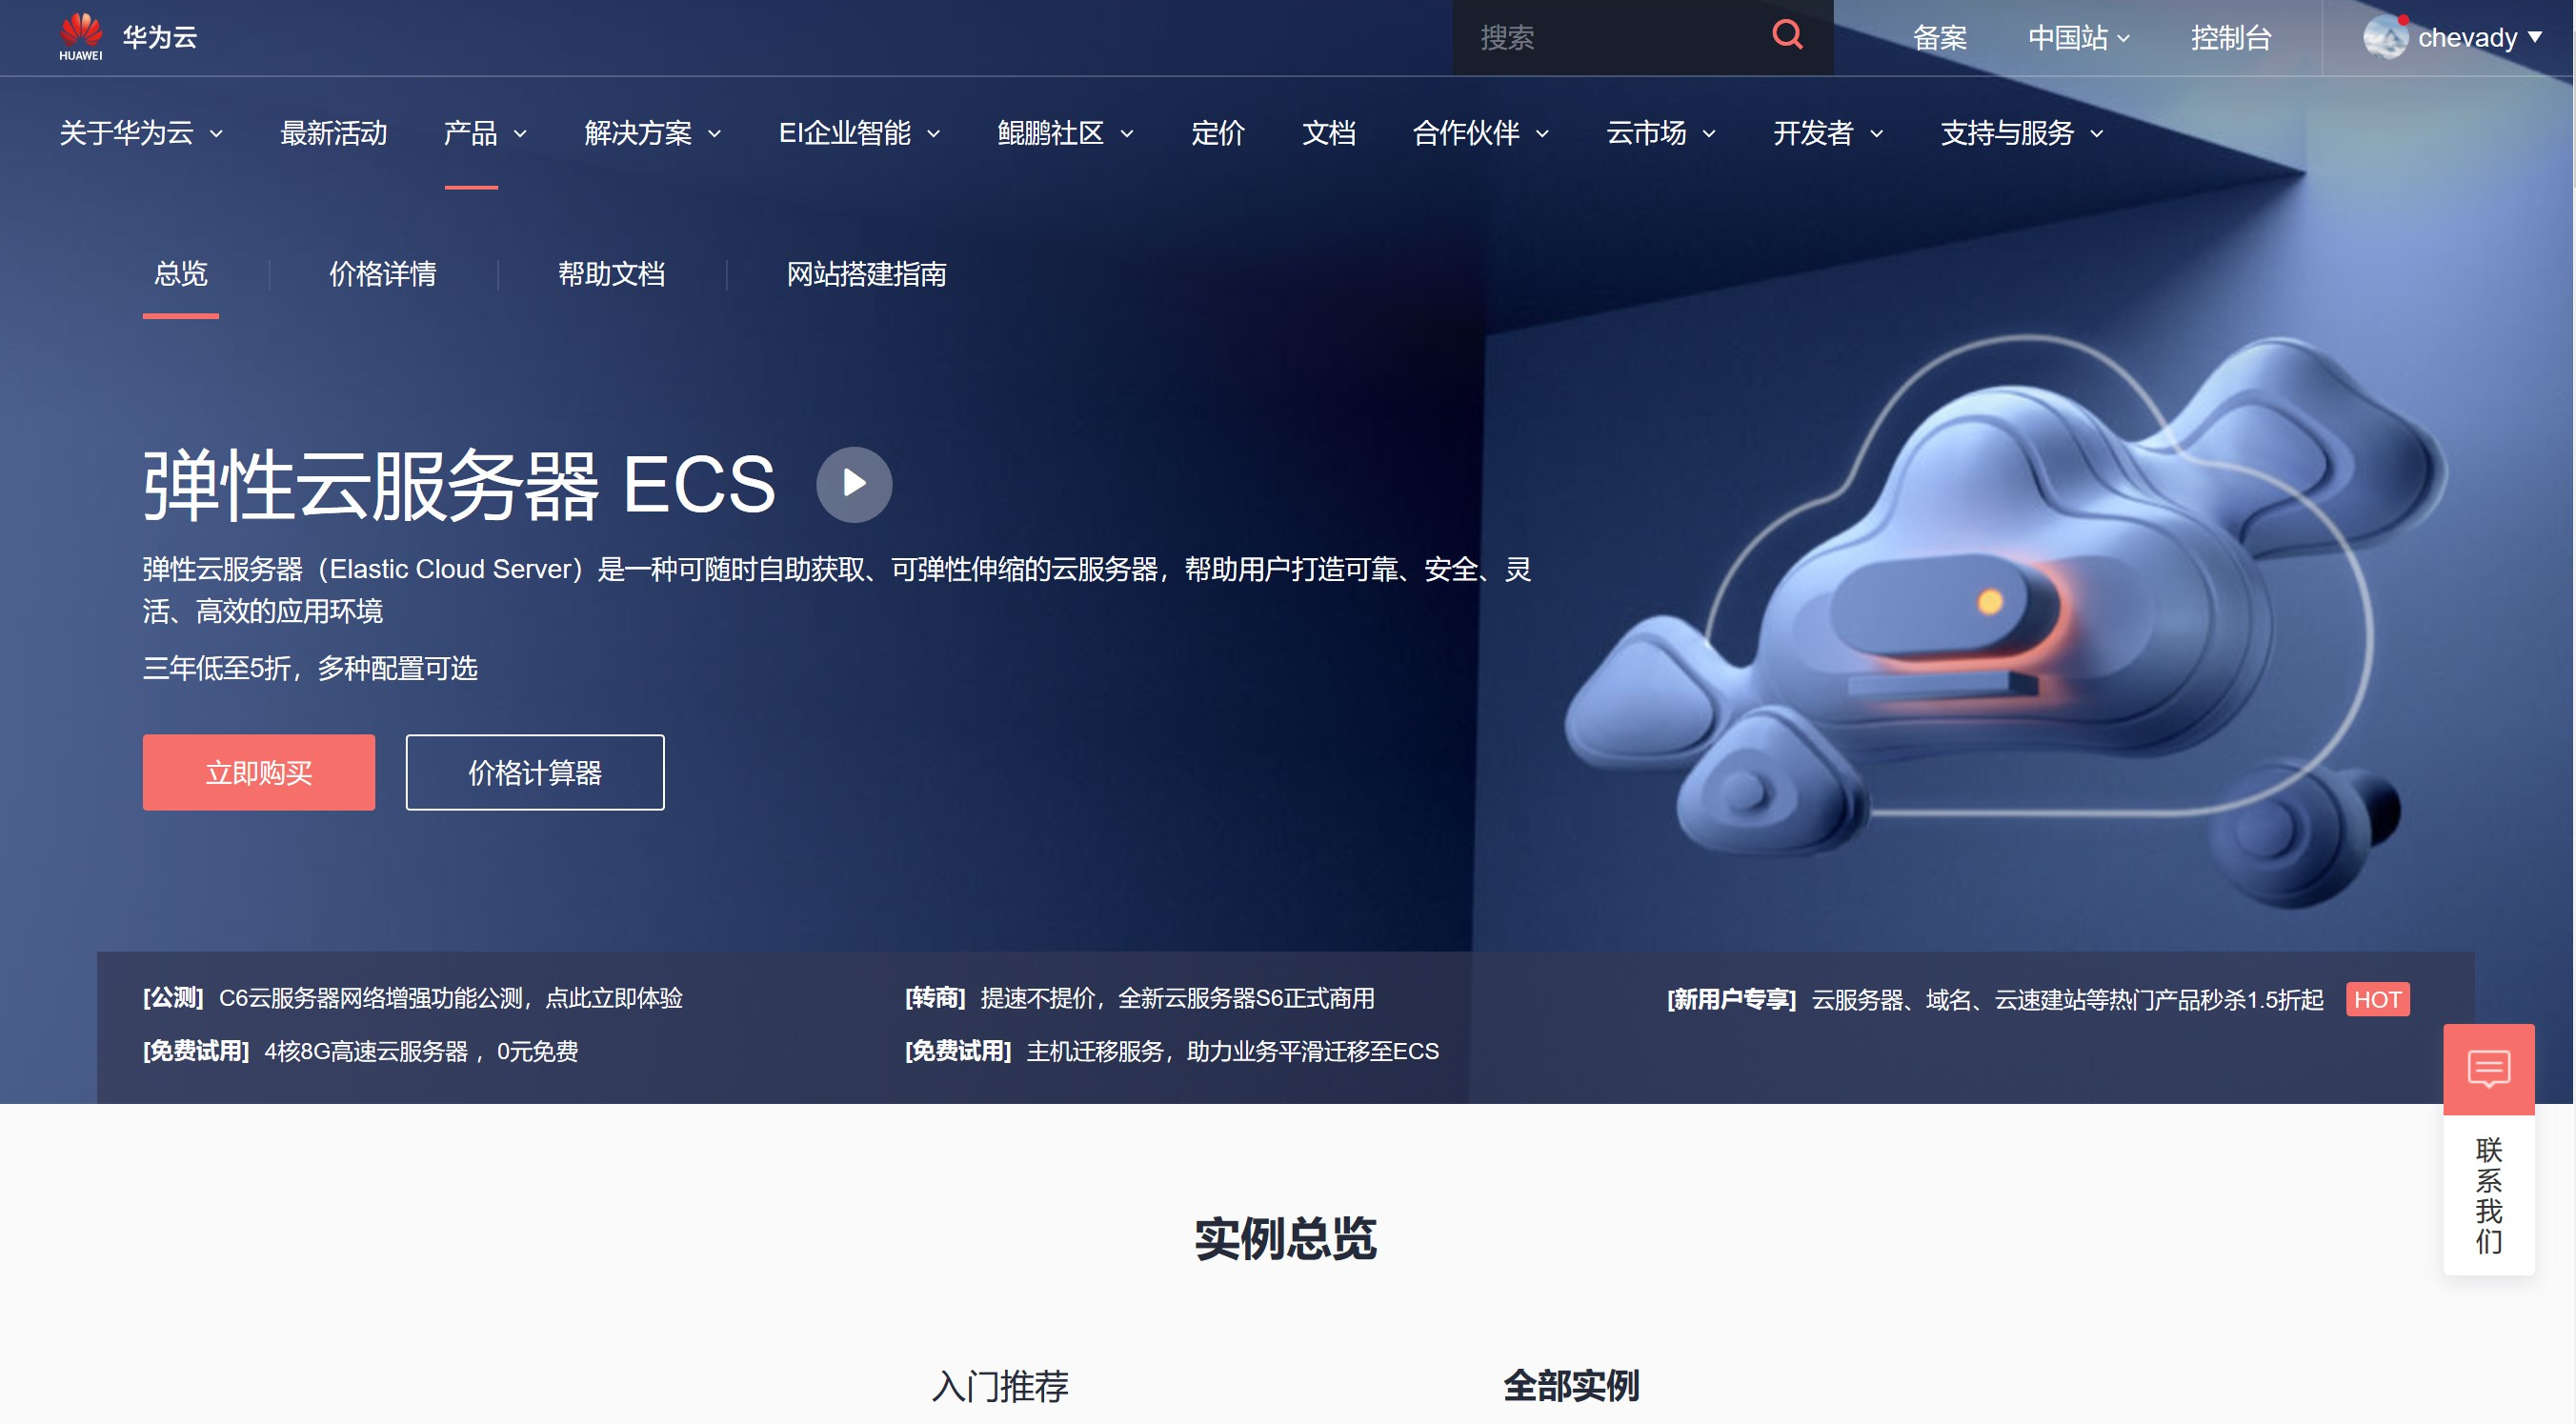 HUAWEI
华为云
搜索
备案
中国站
控制台
chevady
关于华为云
最新活动
产品
解决方案
EI企业智能
鲲鹏社区
定价
文档
合作伙伴
云市场
开发者
支持与服务
总览
价格详情
帮助文档
网站搭建指南
弹性云服务器 ECS
弹性云服务器（Elastic Cloud Server）是一种可随时自助获取、可弹性伸缩的云服务器，帮助用户打造可靠、安全、灵
活、高效的应用环境
三年低至5折，多种配置可选
立即购买
价格计算器
[公测] C6云服务器网络增强功能公测，点此立即体验
[转商] 提速不提价，全新云服务器S6正式商用
[新用户专享] 云服务器、域名、云速建站等热门产品秒杀1.5折起 HOT
[免费试用] 4核8G高速云服务器 ，0元免费
[免费试用] 主机迁移服务，助力业务平滑迁移至ECS
联
系
我
们
实例总览
入门推荐
全部实例